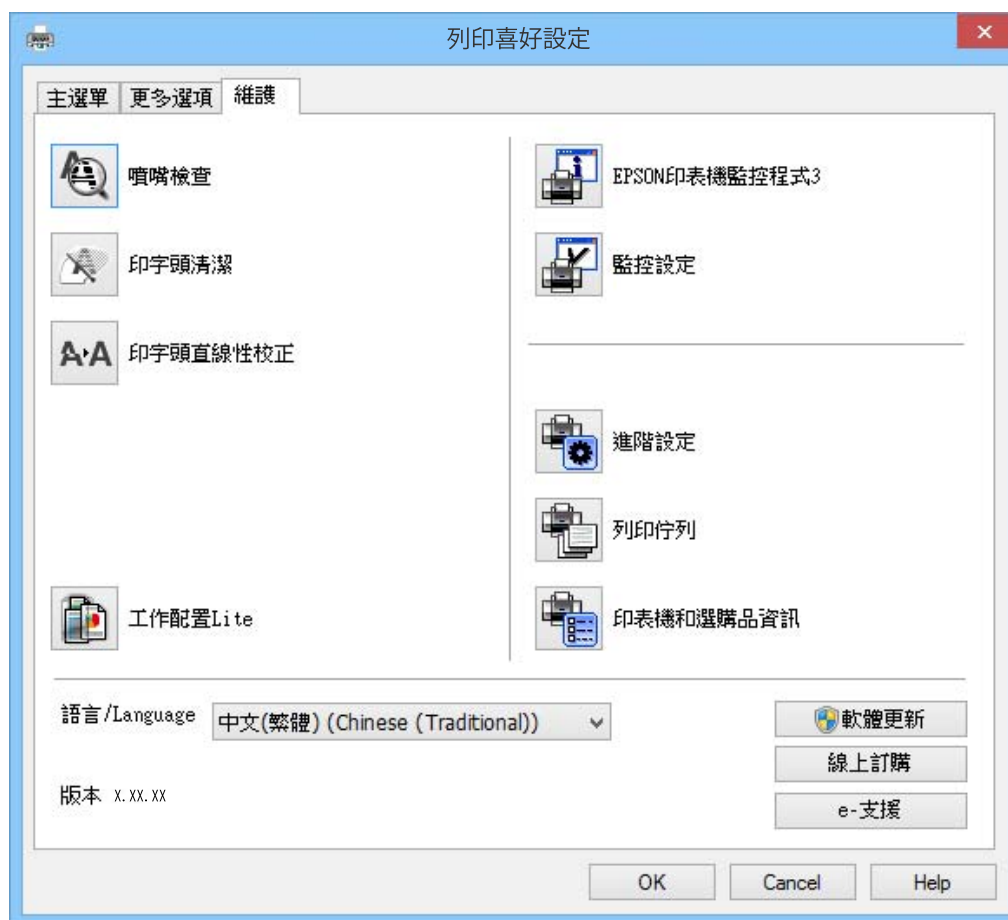 列印喜好設定
主選單 更多選項 維護
噴嘴檢查
印字頭清潔
印字頭直線性校正
工作配置Lite
EPSON印表機監控程式3
監控設定
進階設定
列印佇列
印表機和選購品資訊
語言/Language 中文(繁體) (Chinese (Traditional))
版本 X.XX.XX
軟體更新
線上訂購
e-支援
OK Cancel Help